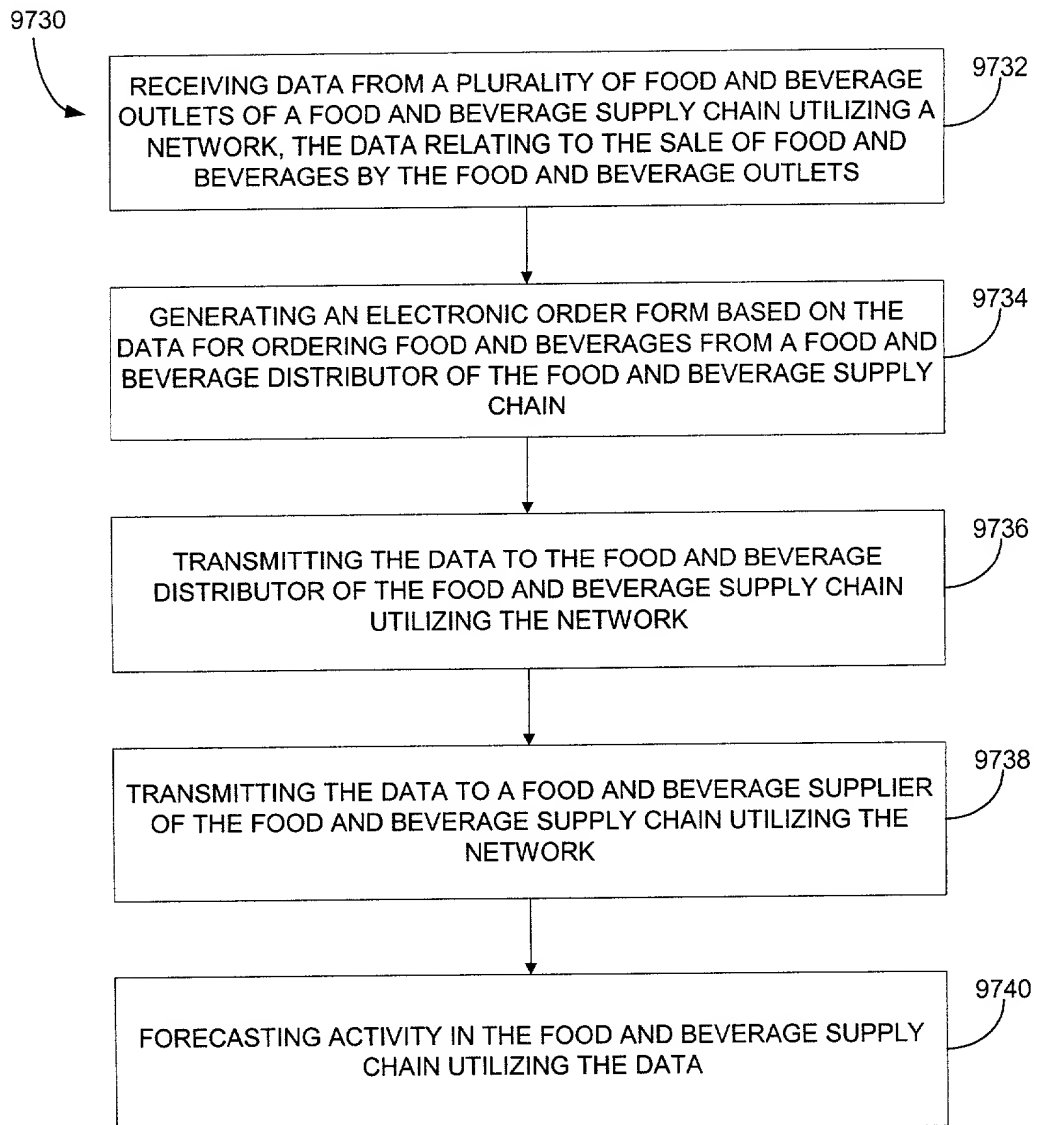 9730
RECEIVING DATA FROM A PLURALITY OF FOOD AND BEVERAGE
OUTLETS OF A FOOD AND BEVERAGE SUPPLY CHAIN UTILIZING A
NETWORK, THE DATA RELATING TO THE SALE OF FOOD AND
BEVERAGES BY THE FOOD AND BEVERAGE OUTLETS
9732
GENERATING AN ELECTRONIC ORDER FORM BASED ON THE
DATA FOR ORDERING FOOD AND BEVERAGES FROM A FOOD AND
BEVERAGE DISTRIBUTOR OF THE FOOD AND BEVERAGE SUPPLY
CHAIN
9734
TRANSMITTING THE DATA TO THE FOOD AND BEVERAGE
DISTRIBUTOR OF THE FOOD AND BEVERAGE SUPPLY CHAIN
UTILIZING THE NETWORK
9736
TRANSMITTING THE DATA TO A FOOD AND BEVERAGE SUPPLIER
OF THE FOOD AND BEVERAGE SUPPLY CHAIN UTILIZING THE
NETWORK
9738
FORECASTING ACTIVITY IN THE FOOD AND BEVERAGE SUPPLY
CHAIN UTILIZING THE DATA
9740